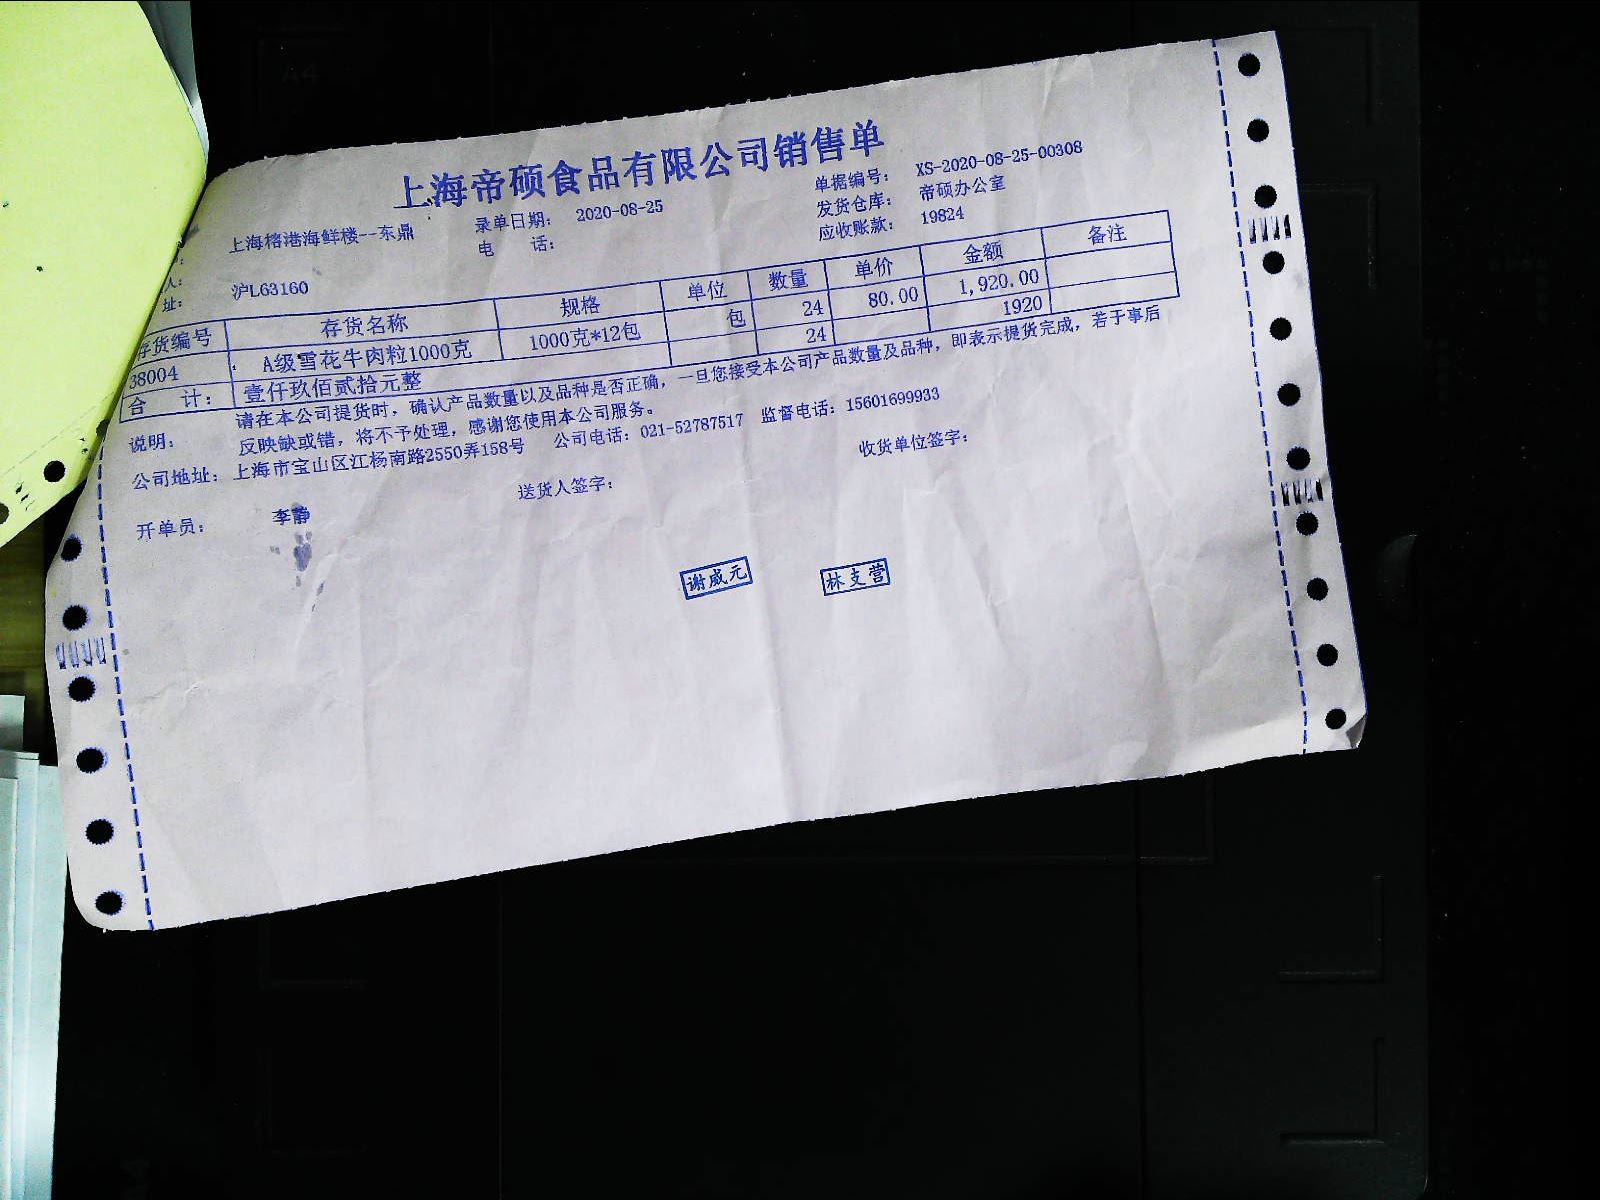 上海帝硕食品有限公司销售单
上海榕港海鲜楼--东鼎 录单日期: 2020-08-25 单据编号: XS-2020-08-25-00308
人: 电 话: 发货仓库: 帝硕办公室
址: 沪L63160 应收账款: 19824
存货编号 存货名称 规格 单位 数量 单价 金额 备注
38004 A级雪花牛肉粒1000克 1000克*12包 包 24 80.00 1,920.00
合 计: 壹仟玖佰贰拾元整 24 1920
说明: 请在本公司提货时,确认产品数量以及品种是否正确,一旦您接受本公司产品数量及品种,即表示提货完成,若于事后
反映缺或错,将不予处理,感谢您使用本公司服务。
公司地址: 上海市宝山区江杨南路2550弄158号 公司电话: 021-52787517 监督电话: 15601699933
开单员: 李静 送货人签字: 收货单位签字:
谢威元 林支营
A4